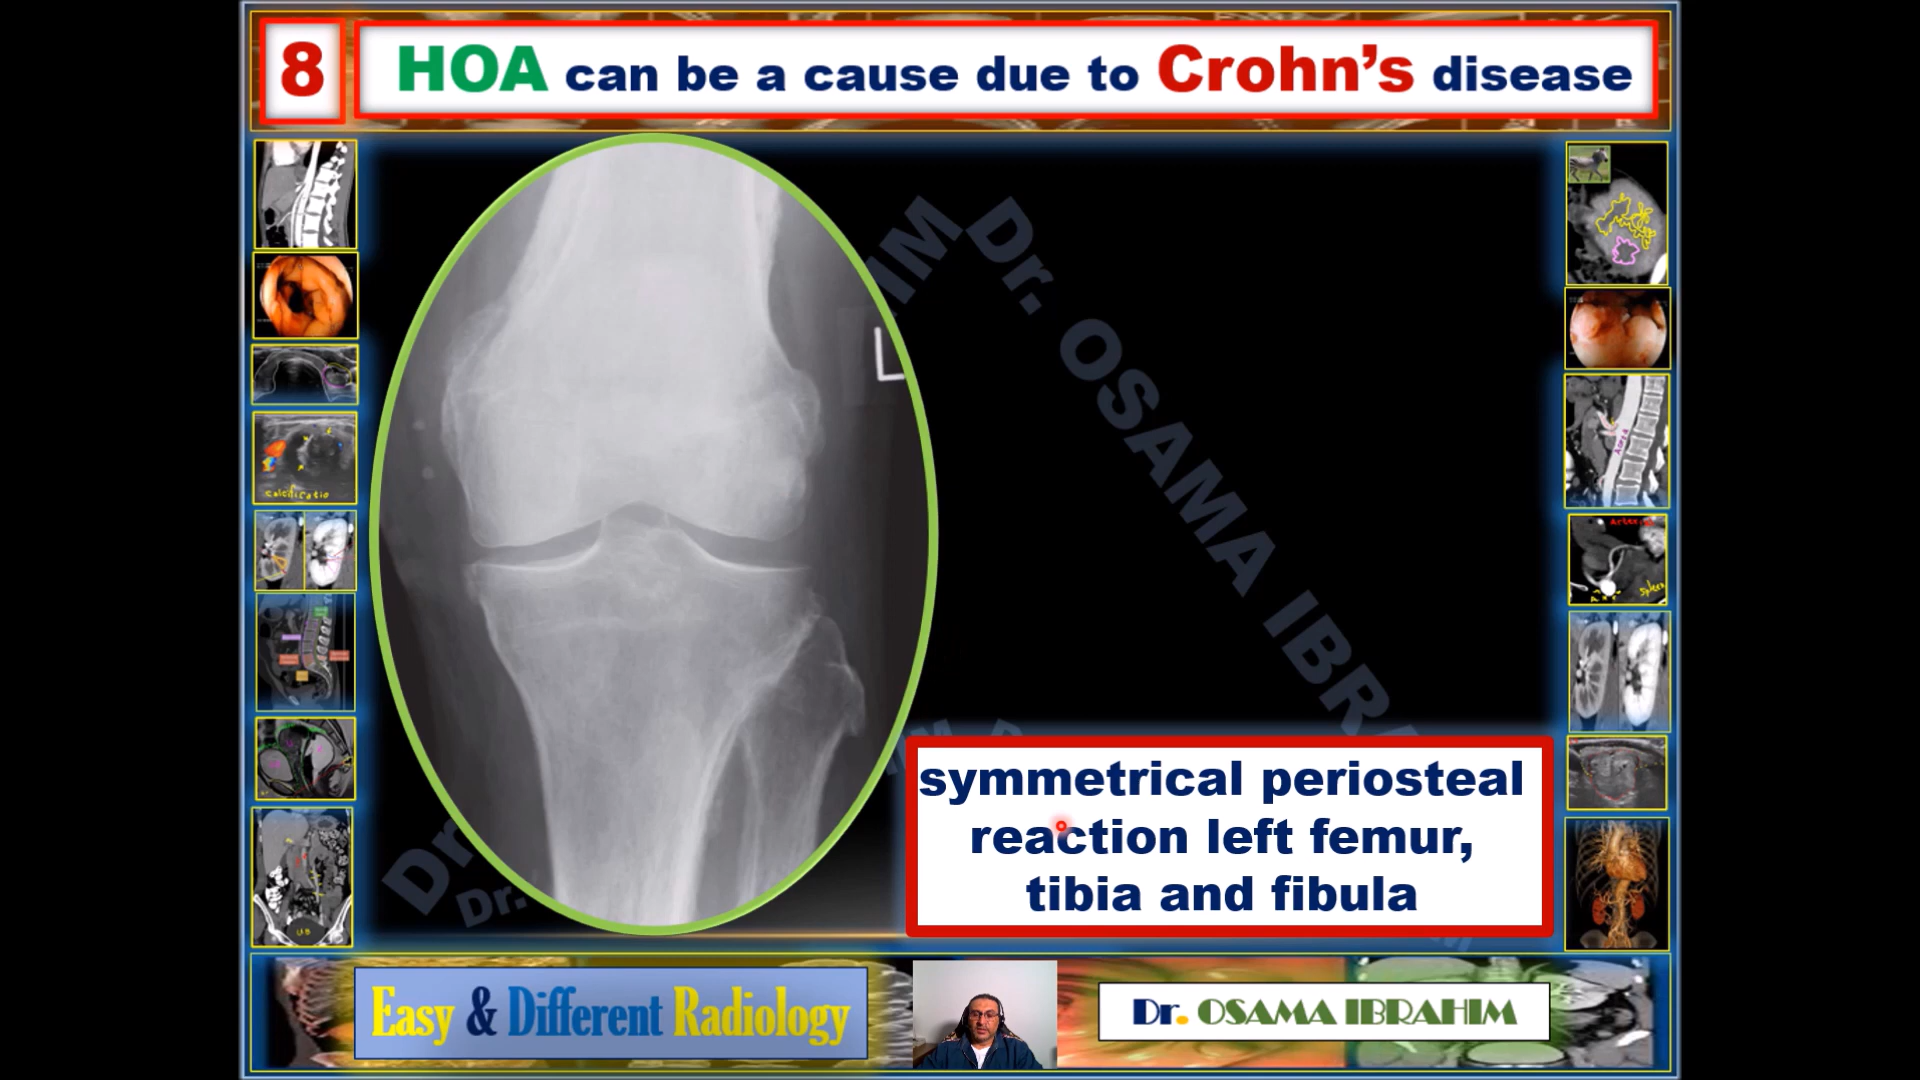 8
HOA can be a cause due to Crohn's disease
L
Dr. OSAMA IBRA
symmetrical periosteal
reaction left femur,
tibia and fibula
Easy & Different Radiology
Dr. OSAMA IBRAHIM